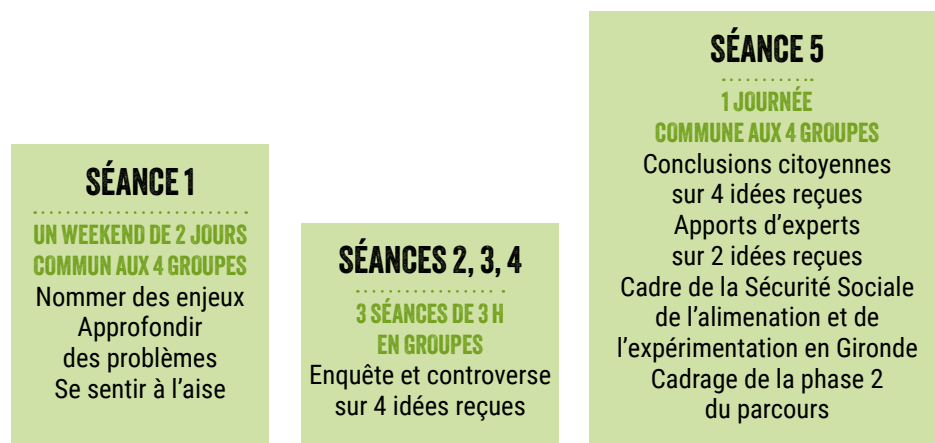 SÉANCE 1
UN WEEKEND DE 2 JOURS
COMMUN AUX 4 GROUPES
Nommer des enjeux
Approfondir
des problèmes
Se sentir à l'aise
SÉANCES 2, 3, 4
3 SÉANCES DE 3 H
EN GROUPES
Enquête et controverse
sur 4 idées reçues
SÉANCE 5
1 JOURNÉE
COMMUNE AUX 4 GROUPES
Conclusions citoyennes
sur 4 idées reçues
Apports d'experts
sur 2 idées reçues
Cadre de la Sécurité Sociale
de l'alimenation et de
l'expérimentation en Gironde
Cadrage de la phase 2
du parcours